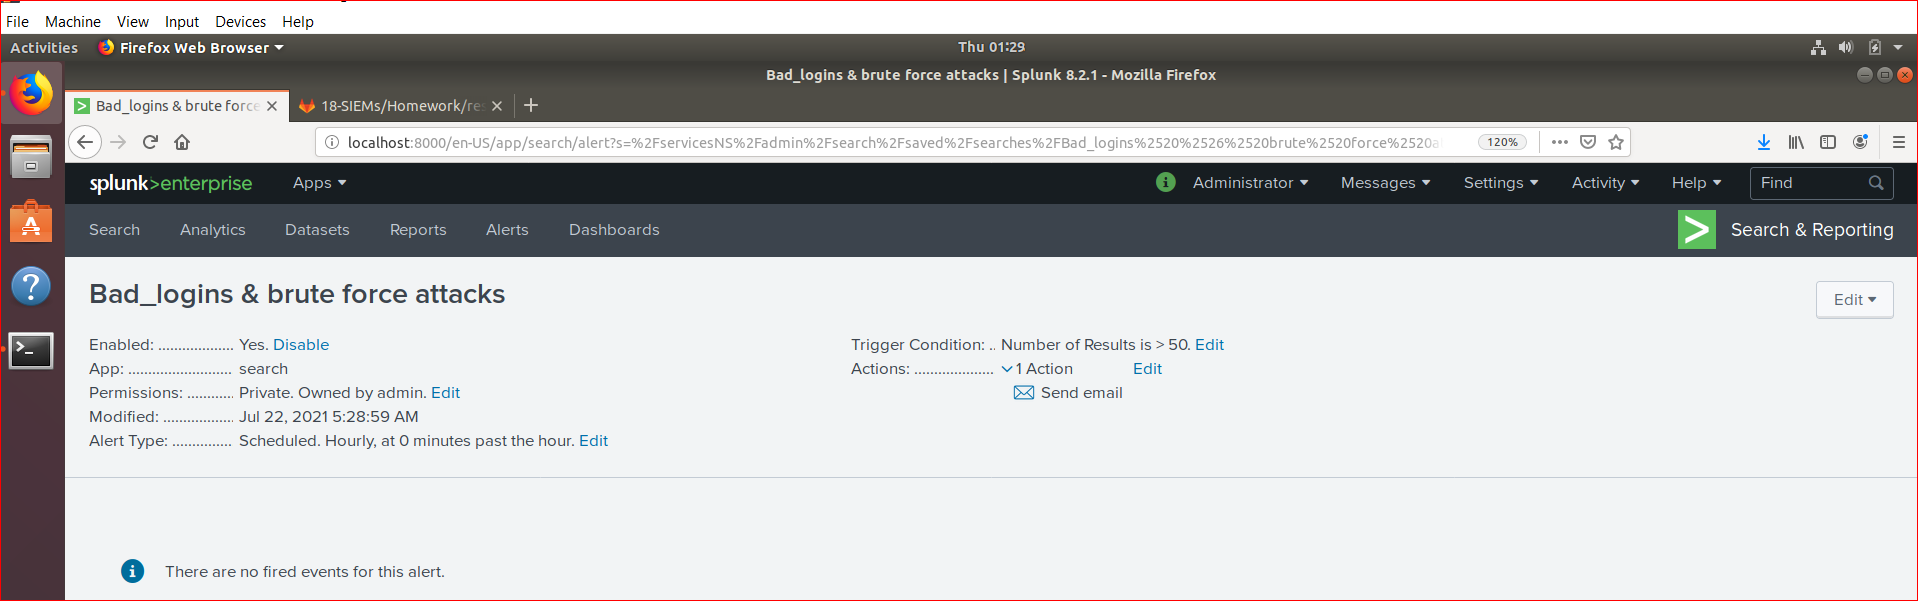 File Machine View Input Devices Help
Activities Firefox Web Browser Thu 01:29
Bad_logins & brute force attacks | Splunk 8.2.1 - Mozilla Firefox
Bad_logins & brute force 18-SIEMs/Homework/res
localhost:8000/en-US/app/search/alert?s=%2FservicesNS%2Fadmin%2Fsearch%2Fsaved%2Fsearches%2FBad_logins%2520%2526%2520brute%2520force%2520a 120%
splunk>enterprise Apps i Administrator Messages Settings Activity Help Find
Search Analytics Datasets Reports Alerts Dashboards > Search & Reporting
Bad_logins & brute force attacks
Edit
Enabled: ................... Yes. Disable
App: .......................... search
Permissions: ............ Private. Owned by admin. Edit
Modified: .................. Jul 22, 2021 5:28:59 AM
Alert Type: ............... Scheduled. Hourly, at 0 minutes past the hour. Edit
Trigger Condition: .. Number of Results is > 50. Edit
Actions: .................... 1 Action Edit
Send email
There are no fired events for this alert.